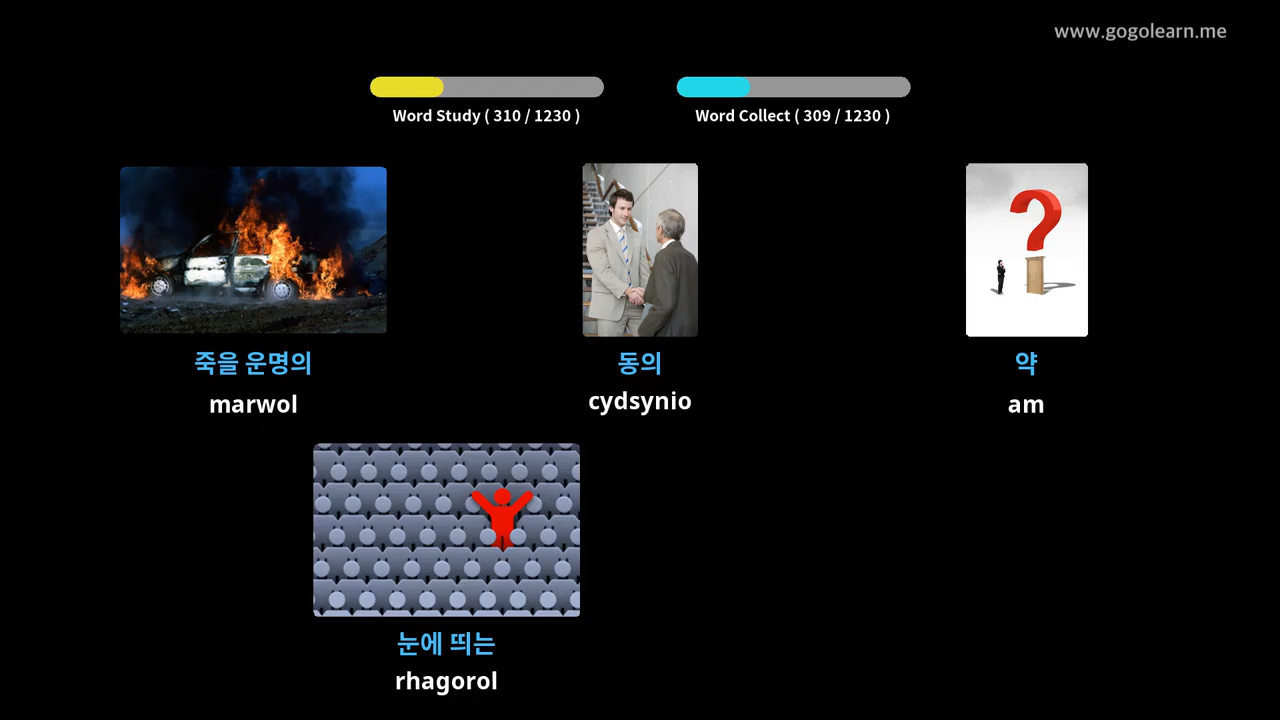 www.gogolearn.me
Word Study ( 310 / 1230 )
Word Collect ( 309 / 1230 )
죽을 운명의
marwol
동의
cydsynio
약
am
눈에 띄는
rhagorol